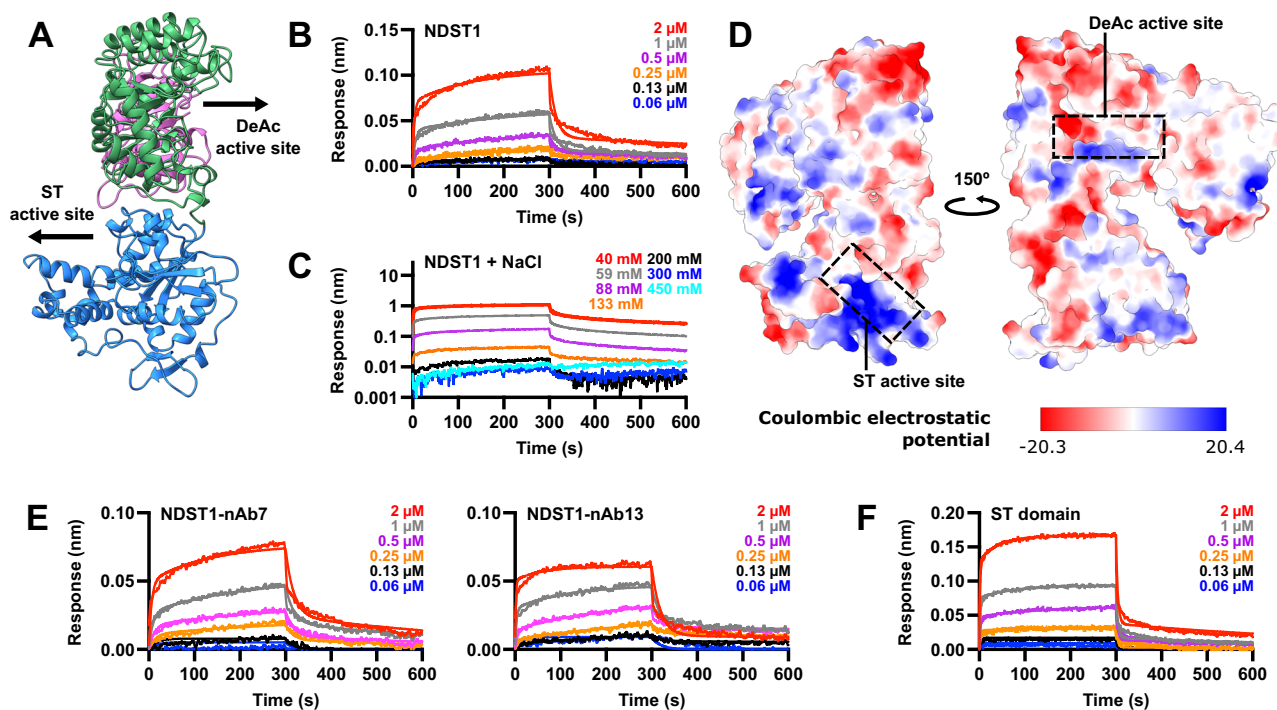 A
DeAc
active site
ST
active site
B
NDST1
2 µM
1 µM
0.5 µM
0.25 µM
0.13 µM
0.06 µM
Response (nm)
0.10
0.05
0.00
0 100 200 300 400 500 600
Time (s)
C
NDST1 + NaCl
40 mM 200 mM
59 mM 300 mM
88 mM 450 mM
133 mM
Response (nm)
10
1
0.1
0.01
0.001
0 100 200 300 400 500 600
Time (s)
D
DeAc active site
150º
ST active site
Coulombic electrostatic
potential
-20.3 20.4
E
NDST1-nAb7
2 µM
1 µM
0.5 µM
0.25 µM
0.13 µM
0.06 µM
Response (nm)
0.10
0.05
0.00
0 100 200 300 400 500 600
Time (s)
NDST1-nAb13
2 µM
1 µM
0.5 µM
0.25 µM
0.13 µM
0.06 µM
Response (nm)
0.10
0.05
0.00
0 100 200 300 400 500 600
Time (s)
F
ST domain
2 µM
1 µM
0.5 µM
0.25 µM
0.13 µM
0.06 µM
Response (nm)
0.20
0.15
0.10
0.05
0.00
0 100 200 300 400 500 600
Time (s)